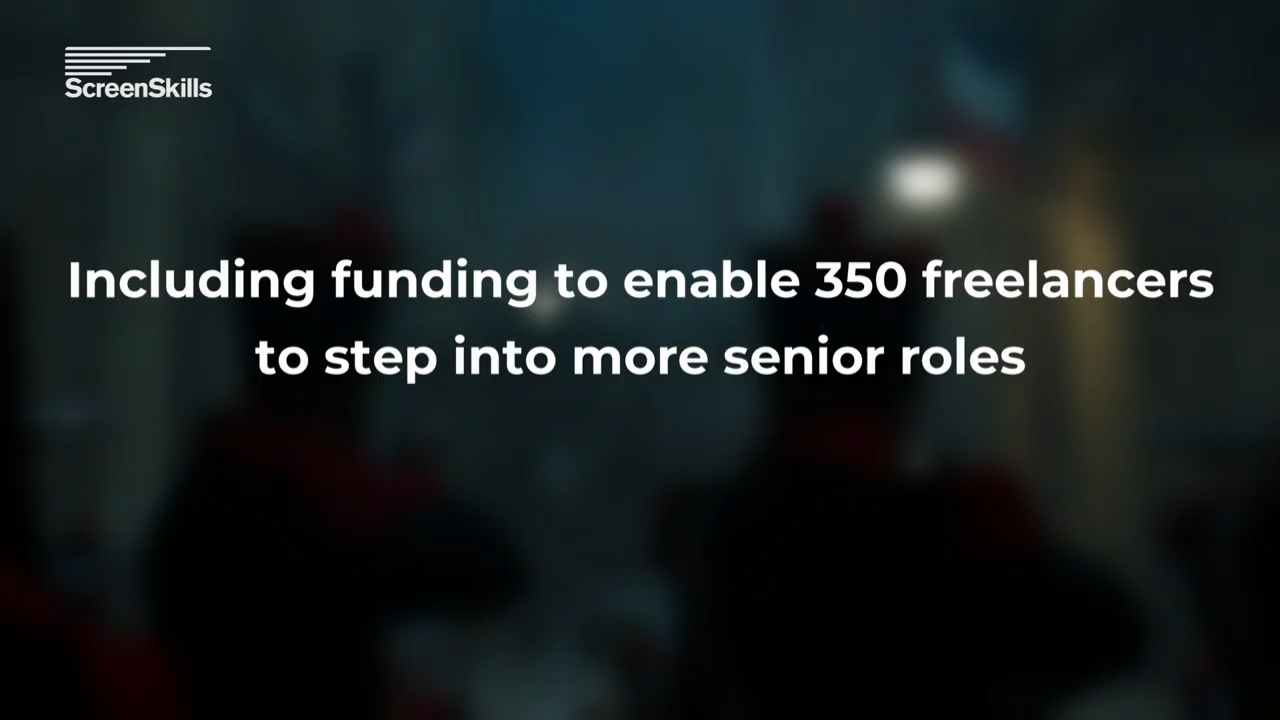 ScreenSkills
Including funding to enable 350 freelancers
to step into more senior roles